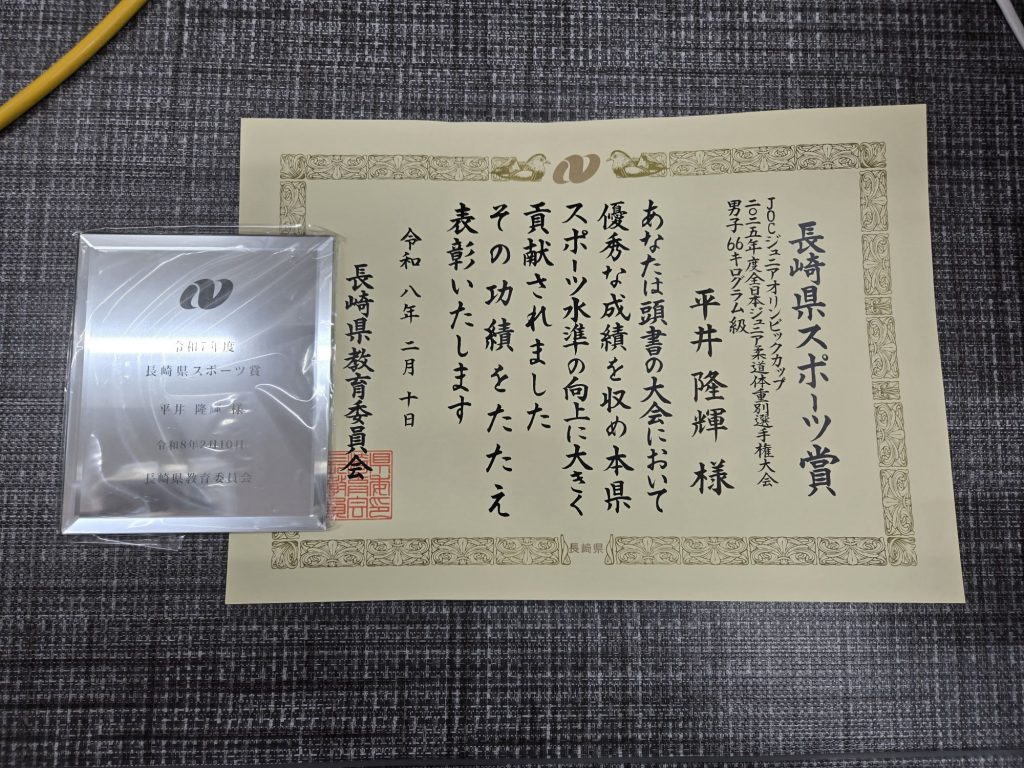 長崎県スポーツ賞
JOCジュニアオリンピックカップ
二〇二五年度全日本ジュニア柔道体重別選手権大会
男子66キログラム級
平井隆輝 様
あなたは頭書の大会において
優秀な成績を収め本県
スポーツ水準の向上に大きく
貢献されました
その功績をたたえ
表彰いたします
令和八年二月十日
長崎県教育委員会
長崎県
令和7年度
長崎県スポーツ賞
平井 隆輝 様
令和8年2月10日
長崎県教育委員会